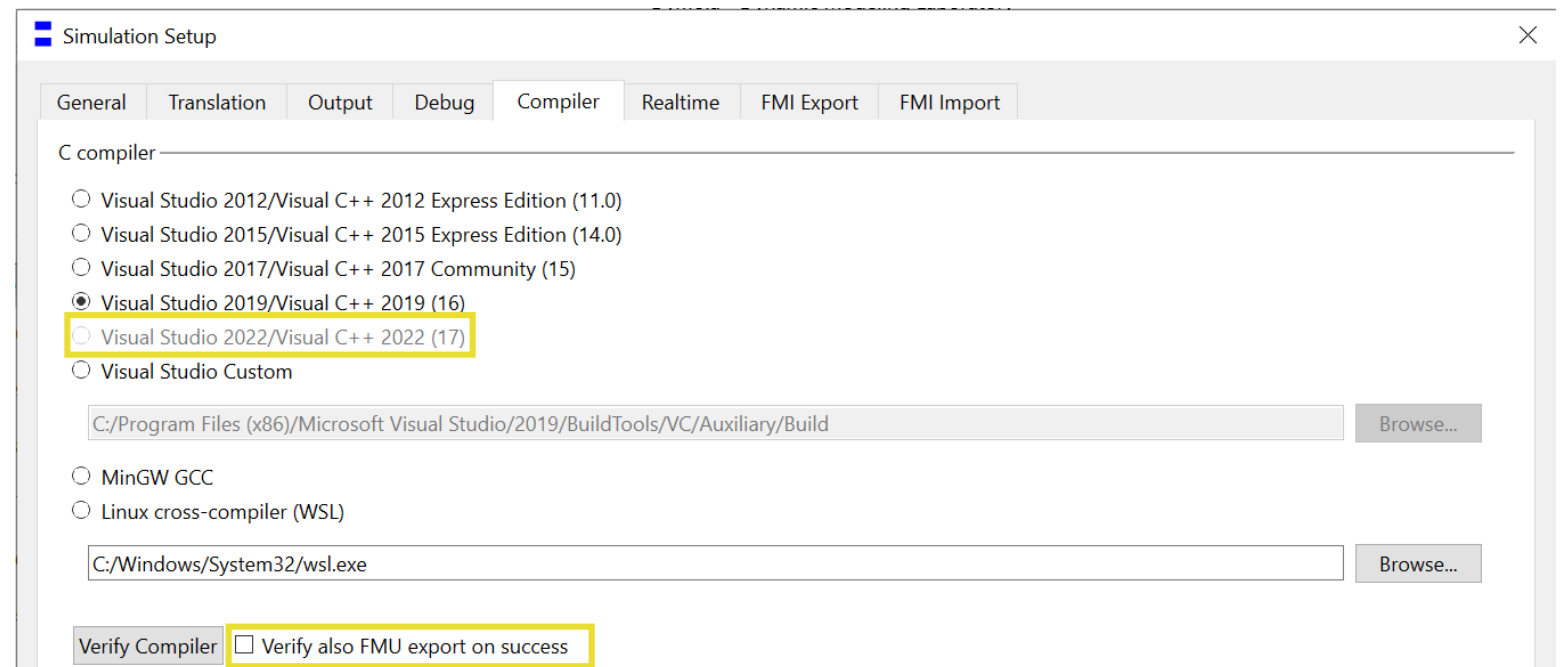 Simulation Setup
General Translation Output Debug Compiler Realtime FMI Export FMI Import
C compiler
Visual Studio 2012/Visual C++ 2012 Express Edition (11.0)
Visual Studio 2015/Visual C++ 2015 Express Edition (14.0)
Visual Studio 2017/Visual C++ 2017 Community (15)
Visual Studio 2019/Visual C++ 2019 (16)
Visual Studio 2022/Visual C++ 2022 (17)
Visual Studio Custom
C:/Program Files (x86)/Microsoft Visual Studio/2019/BuildTools/VC/Auxiliary/Build Browse...
MinGW GCC
Linux cross-compiler (WSL)
C:/Windows/System32/wsl.exe Browse...
Verify Compiler Verify also FMU export on success